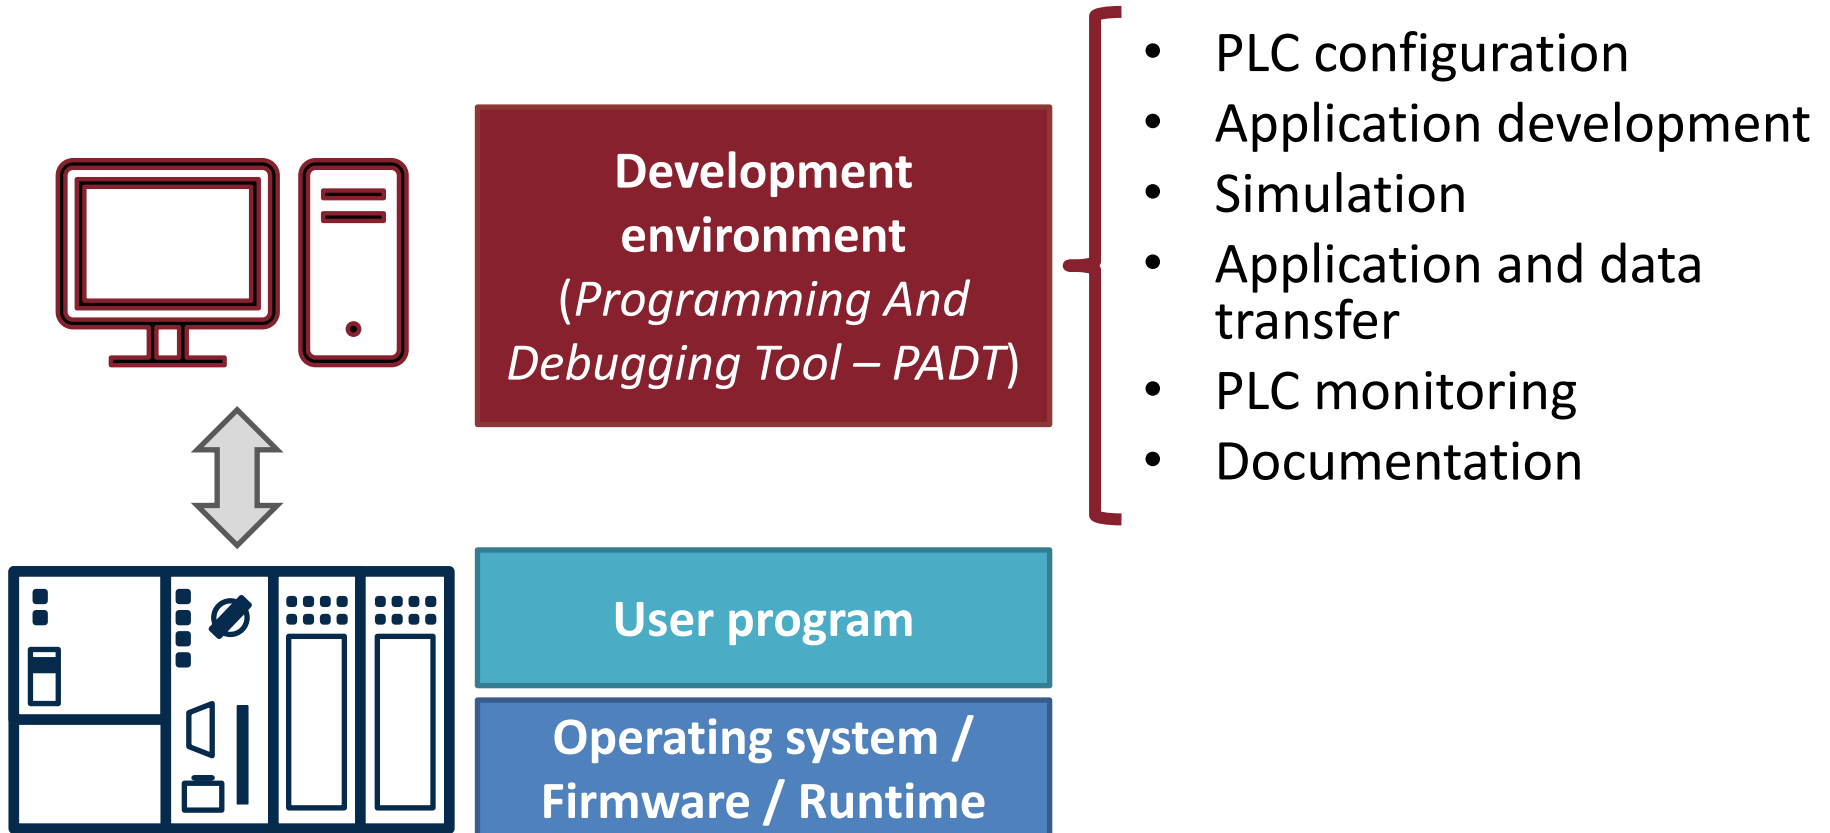 Development
environment
(Programming And
Debugging Tool – PADT)
• PLC configuration
• Application development
• Simulation
• Application and data
transfer
• PLC monitoring
• Documentation
User program
Operating system /
Firmware / Runtime